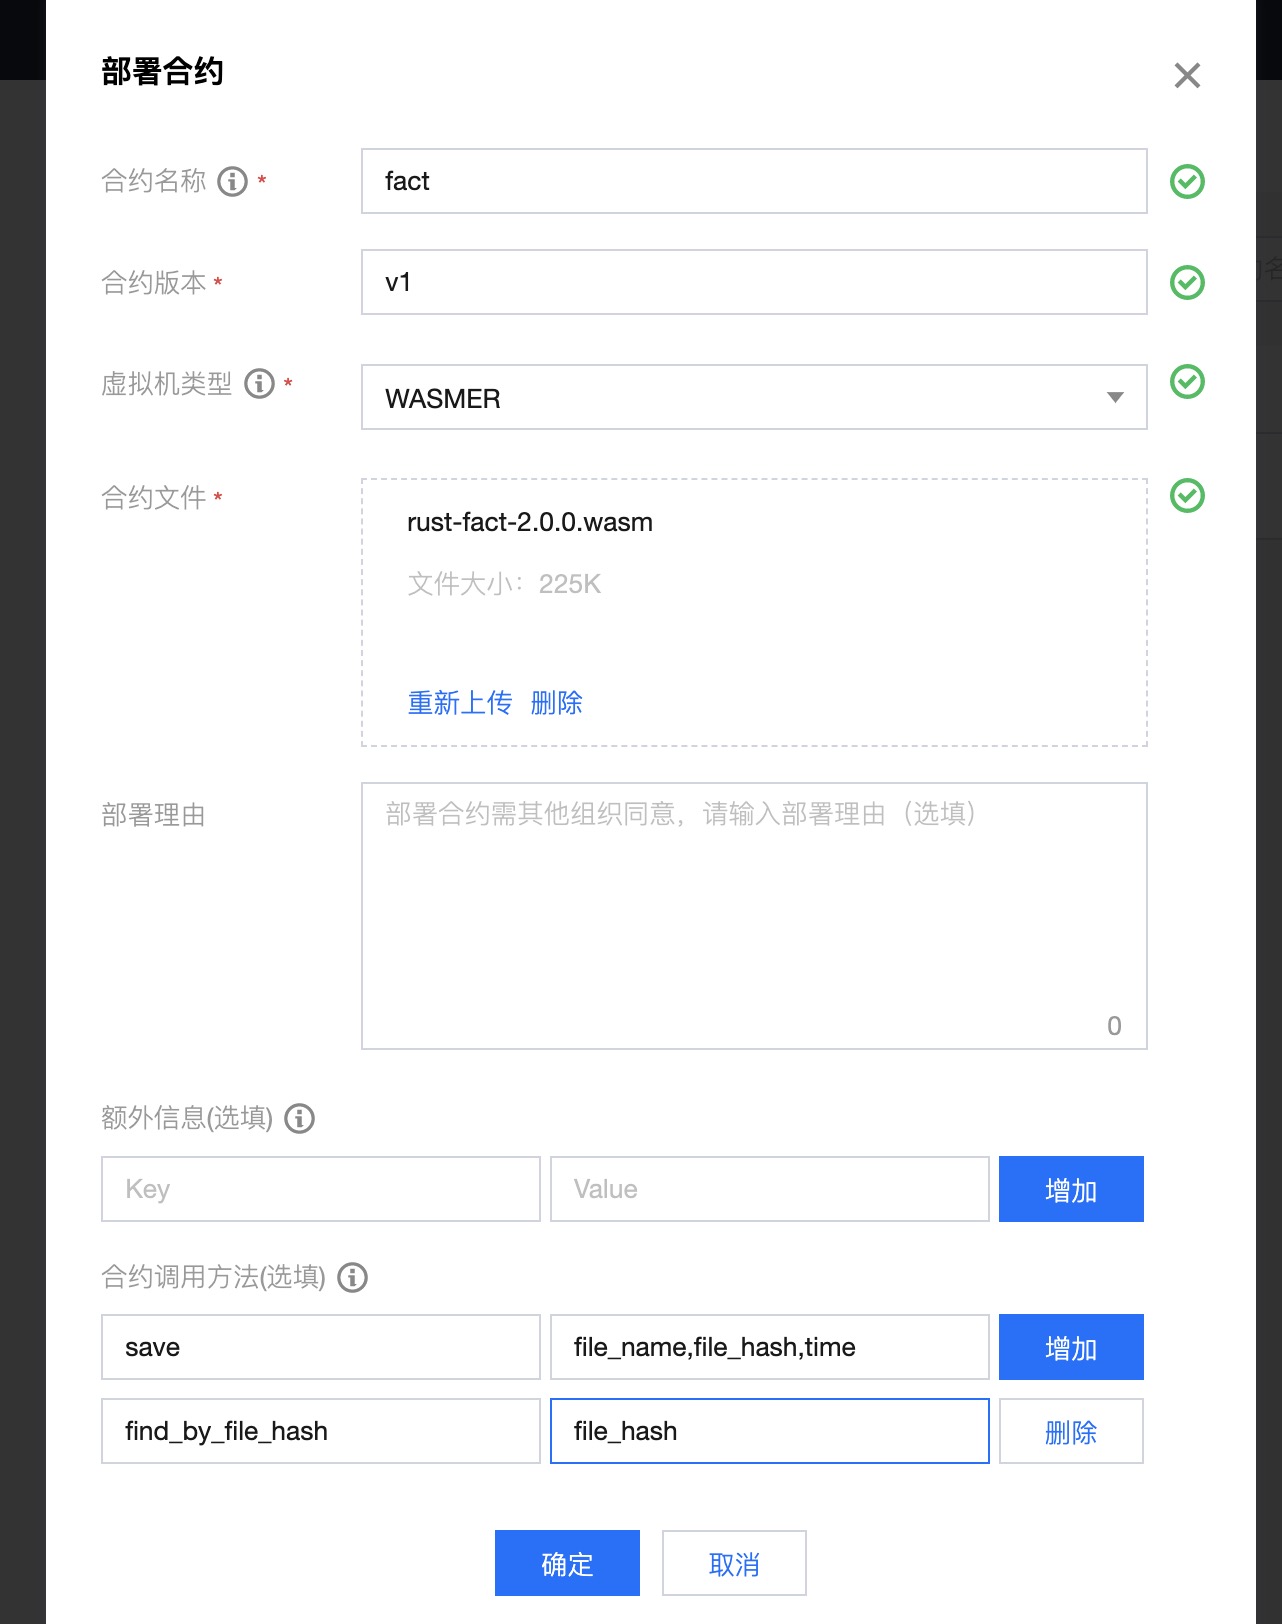 部署合约
合约名称 *
fact
合约版本 *
v1
虚拟机类型 *
WASMER
合约文件 *
rust-fact-2.0.0.wasm
文件大小：225K
重新上传 删除
部署理由
部署合约需其他组织同意，请输入部署理由（选填）
0
额外信息(选填)
Key Value 增加
合约调用方法(选填)
save file_name,file_hash,time 增加
find_by_file_hash file_hash 删除
确定 取消